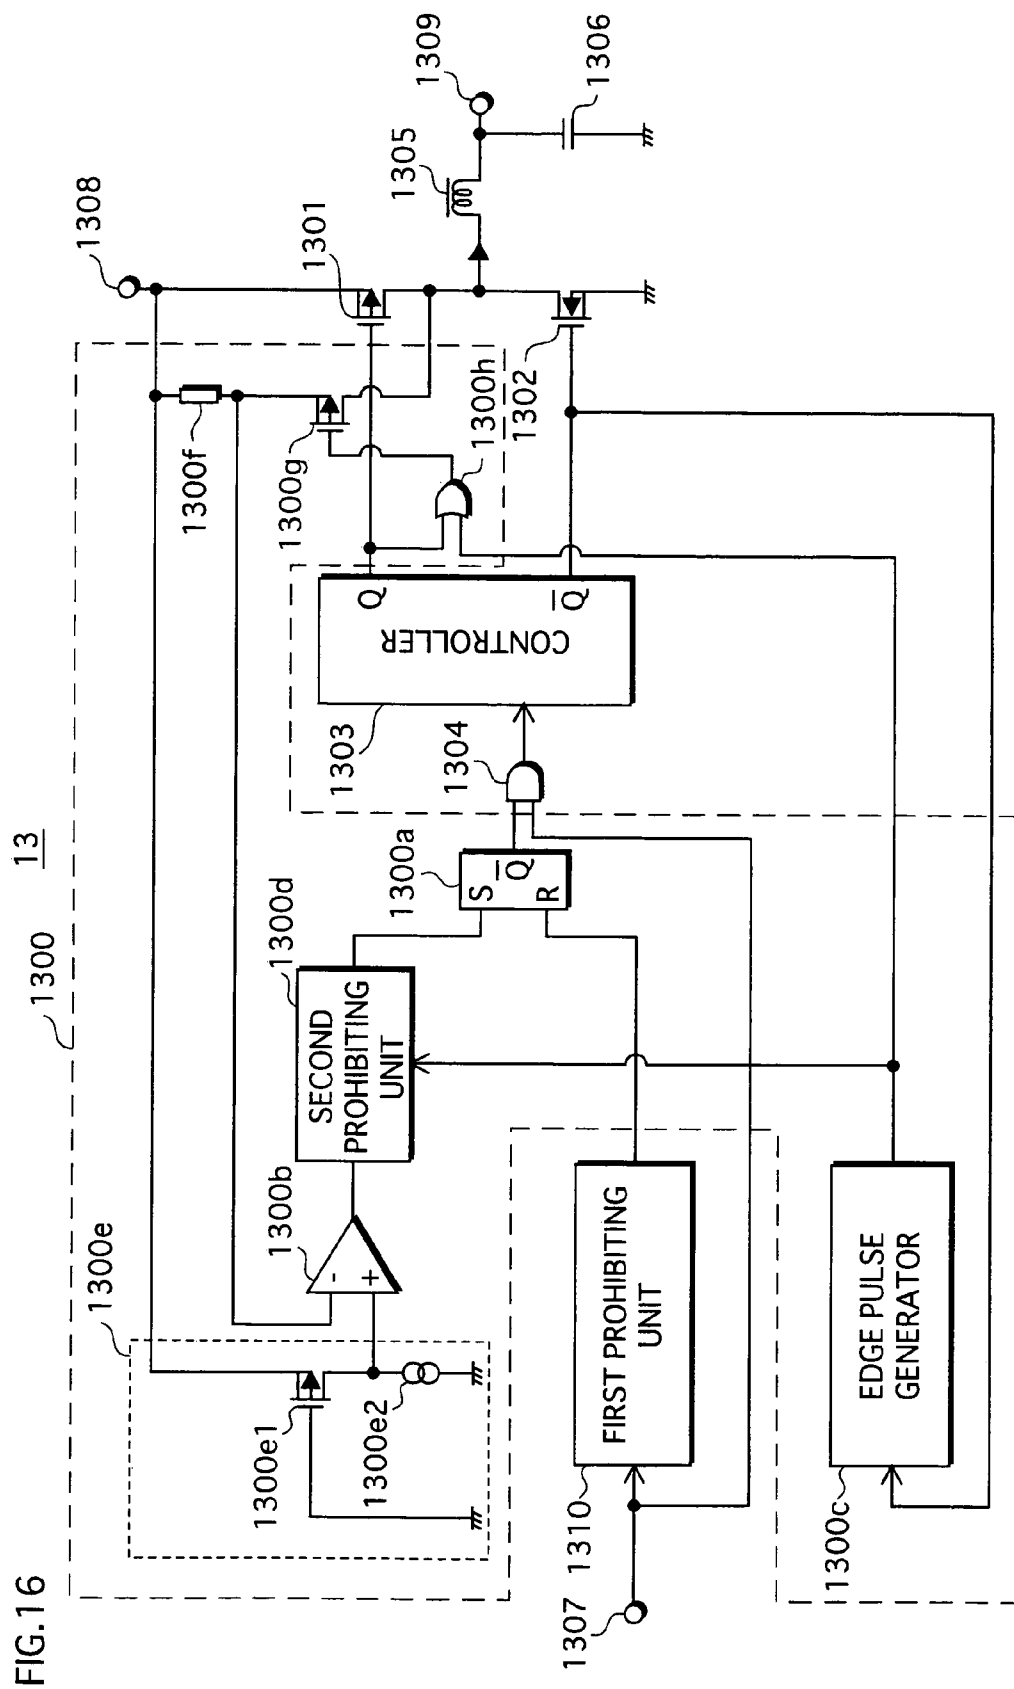 FIG.16
13
1300
1300e
1300e1
1300e2
1300b
-
+
SECOND
PROHIBITING
UNIT
1300d
1300a
S
R
Q̅
1304
1303
CONTROLLER
Q
Q̅
1300f
1300g
1300h
1308
1301
1302
1305
1309
1306
1307
1310
FIRST PROHIBITING
UNIT
1300c
EDGE PULSE
GENERATOR